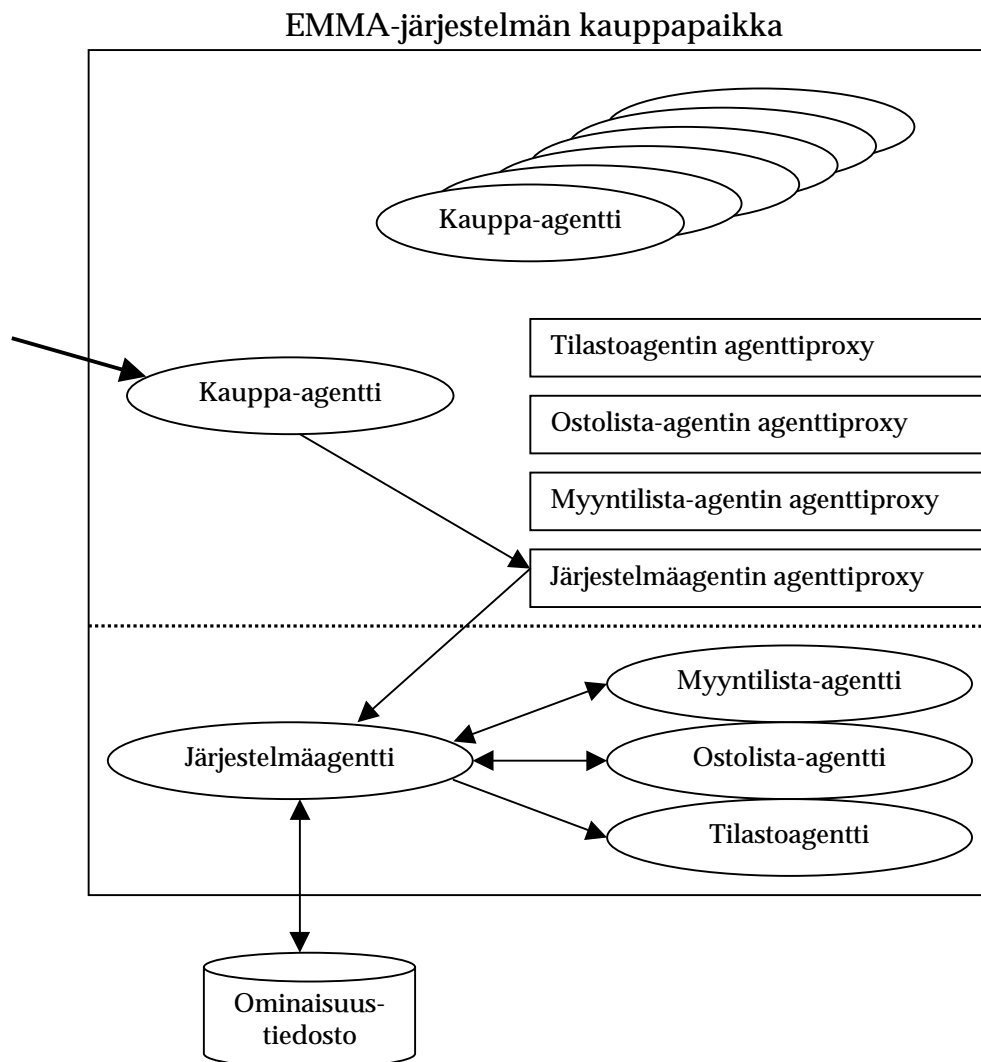 EMMA-järjestelmän kauppapaikka
Kauppa-agentti
Tilastoagentin agenttiproxy
Kauppa-agentti
Ostolista-agentin agenttiproxy
Myyntilista-agentin agenttiproxy
Järjestelmäagentin agenttiproxy
Myyntilista-agentti
Järjestelmäagentti
Ostolista-agentti
Tilastoagentti
Ominaisuus-
tiedosto